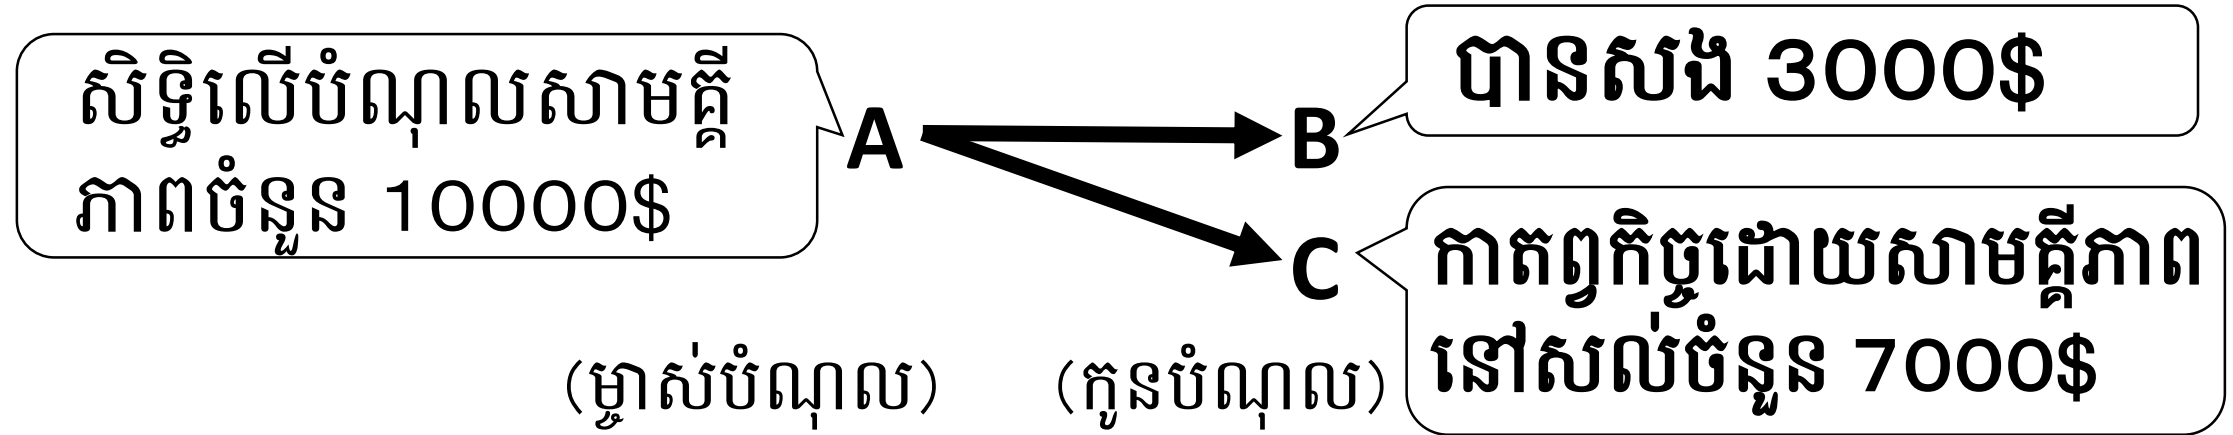 សិទ្ធិលើបំណុលសាមគ្គី
ភាពចំនួន 10000$
A
B
បានសង 3000$
C
កាតព្វកិច្ចដោយសាមគ្គីភាព
នៅសល់ចំនួន 7000$
(ម្ចាស់បំណុល) (កូនបំណុល)